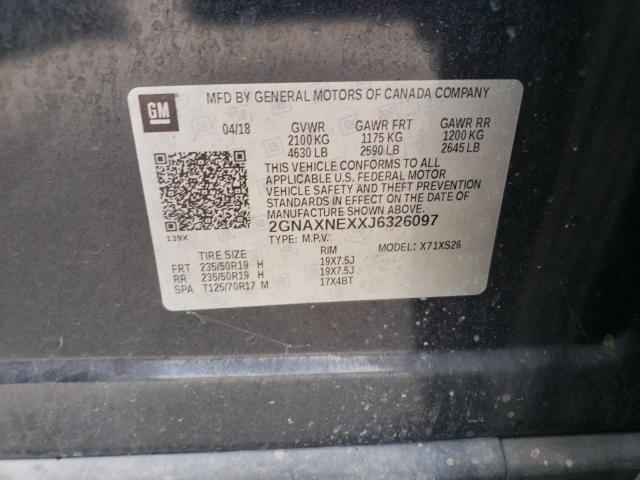 GM
MFD BY GENERAL MOTORS OF CANADA COMPANY
04/18 GVWR GAWR FRT GAWR RR
2100 KG 1175 KG 1200 KG
4630 LB 2590 LB 2645 LB
THIS VEHICLE CONFORMS TO ALL
APPLICABLE U.S. FEDERAL MOTOR
VEHICLE SAFETY AND THEFT PREVENTION
STANDARDS IN EFFECT ON THE DATE OF
MANUFACTURE SHOWN ABOVE.
139X
2GNAXNEXXJ6326097
TYPE: M.P.V. MODEL: X71XS26
TIRE SIZE RIM
FRT 235/50R19 H 19X7.5J
RR 235/50R19 H 19X7.5J
SPA T125/70R17 M 17X4BT